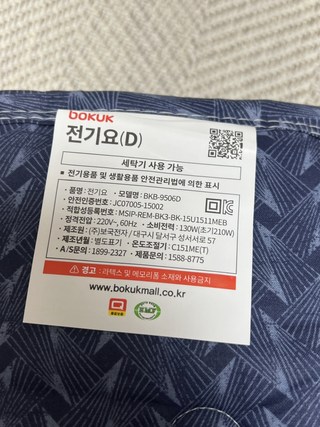 BOKUK
전기요(D)
세탁기 사용 가능
■ 전기용품 및 생활용품 안전관리법에 의한 표시
· 품명 : 전기요 · 모델명 : BKB-9506D
· 안전인증번호 : JC07005-15002
· 적합성등록번호 : MSIP-REM-BK3-BK-15U1511MEB
· 정격전압 : 220V~, 60Hz · 소비전력 : 130W(초기210W)
· 제조원 : (주)보국전자 / 대구시 달서구 성서서로 57
· 제조년월 : 별도표기 · 온도조절기 : C151ME(T)
· A/S문의 : 1899-2327 · 제품문의 : 1588-8775
경고 : 라텍스 및 메모리폼 소재와 사용금지
www.bokukmall.co.kr